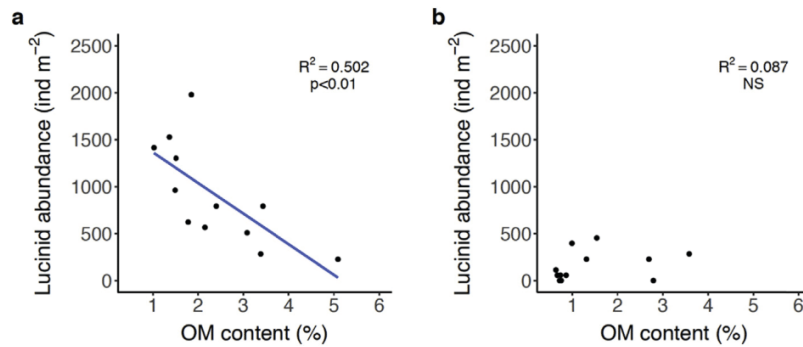 a
R² = 0.502
p<0.01
Lucinid abundance (ind m⁻²)
2500
2000
1500
1000
500
0
1 2 3 4 5 6
OM content (%)
b
R² = 0.087
NS
Lucinid abundance (ind m⁻²)
2500
2000
1500
1000
500
0
1 2 3 4 5 6
OM content (%)